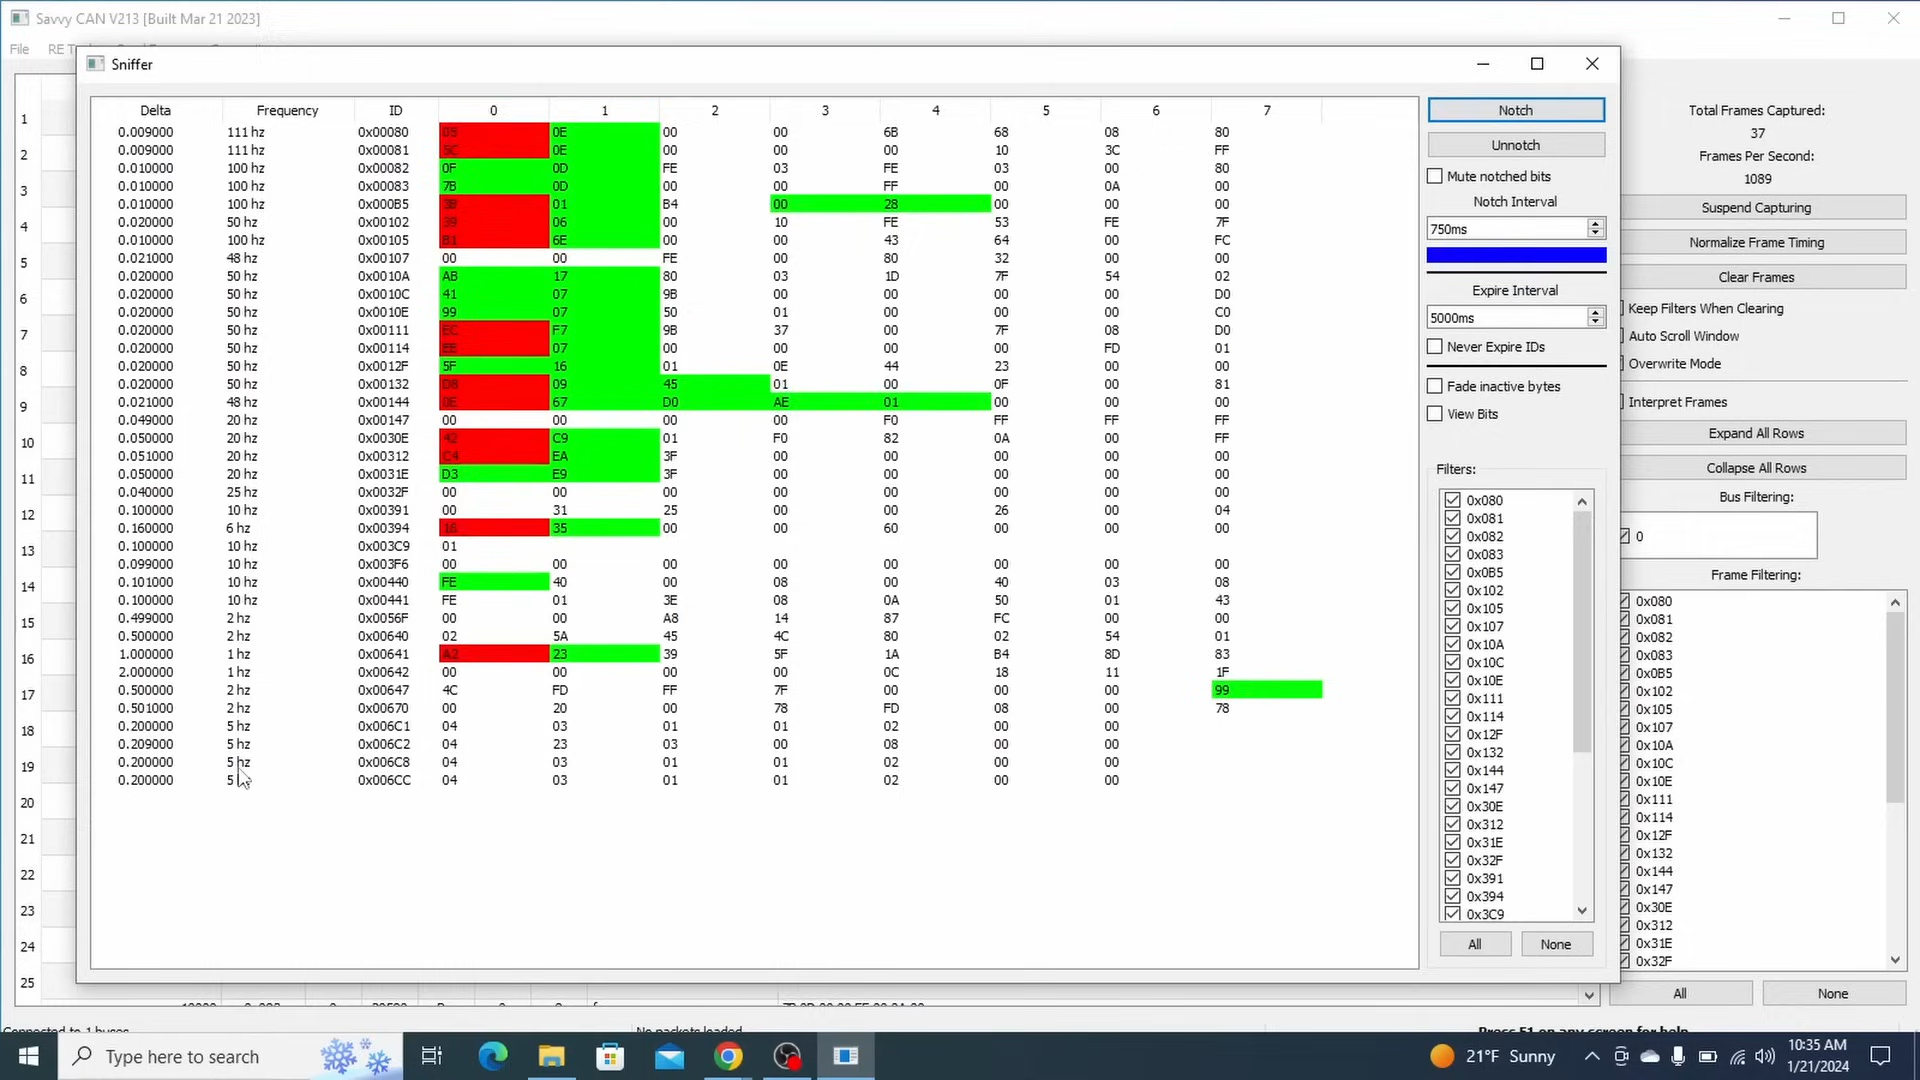 Savvy CAN V213 [Built Mar 21 2023]
File
Sniffer
Delta Frequency ID 0 1 2 3 4 5 6 7
0.009000 111 hz 0x00080 0E 00 00 6B 68 08 80
0.009000 111 hz 0x00081 5C 0E 00 00 00 10 3C FF
0.010000 100 hz 0x00082 0F 0D FE 03 FE 03 00 80
0.010000 100 hz 0x00083 7B 0D 00 00 FF 00 0A 00
0.010000 100 hz 0x000B5 01 B4 00 28 00 00 00
0.020000 50 hz 0x00102 39 06 00 10 FE 53 FE 7F
0.010000 100 hz 0x00105 B1 6E 00 00 43 64 00 FC
0.021000 48 hz 0x00107 00 00 FE 00 80 32 00 00
0.020000 50 hz 0x0010A AB 17 80 03 1D 7F 54 02
0.020000 50 hz 0x0010C 41 07 9B 00 00 00 00 D0
0.020000 50 hz 0x0010E 99 07 50 01 00 00 00 C0
0.020000 50 hz 0x00111 EC F7 9B 37 00 7F 08 D0
0.020000 50 hz 0x00114 07 00 00 00 00 FD 01
0.020000 50 hz 0x0012F 5F 16 01 0E 44 23 00 00
0.020000 50 hz 0x00132 D8 09 45 01 00 0F 00 81
0.021000 48 hz 0x00144 67 D0 AE 01 00 00 00
0.049000 20 hz 0x00147 00 00 00 00 F0 FF FF FF
0.050000 20 hz 0x0030E 42 C9 01 F0 82 0A 00 FF
0.051000 20 hz 0x00312 C4 EA 3F 00 00 00 00 00
0.050000 20 hz 0x0031E D3 E9 3F 00 00 00 00 00
0.040000 25 hz 0x0032F 00 00 00 00 00 00 00 00
0.100000 10 hz 0x00391 00 31 25 00 00 26 00 04
0.160000 6 hz 0x00394 35 00 00 60 00 00 00
0.100000 10 hz 0x003C9 01
0.099000 10 hz 0x003F6 00 00 00 00 00 00 00 00
0.101000 10 hz 0x00440 FE 40 00 08 00 40 03 08
0.100000 10 hz 0x00441 FE 01 3E 08 0A 50 01 43
0.499000 2 hz 0x0056F 00 00 A8 14 87 FC 00 00
0.500000 2 hz 0x00640 02 5A 45 4C 80 02 54 01
1.000000 1 hz 0x00641 A2 23 39 5F 1A B4 8D 83
2.000000 1 hz 0x00642 00 00 00 00 0C 18 11 1F
0.500000 2 hz 0x00647 4C FD FF 7F 00 00 00 99
0.501000 2 hz 0x00670 00 20 00 78 FD 08 00 78
0.200000 5 hz 0x006C1 04 03 01 01 02 00 00
0.209000 5 hz 0x006C2 04 23 03 00 08 00 00
0.200000 5 hz 0x006C8 04 03 01 01 02 00 00
0.200000 5 hz 0x006CC 04 03 01 01 02 00 00
Notch
Unnotch
Mute notched bits
Notch Interval
750ms
Expire Interval
5000ms
Never Expire IDs
Fade inactive bytes
View Bits
Filters:
0x080
0x081
0x082
0x083
0x0B5
0x102
0x105
0x107
0x10A
0x10C
0x10E
0x111
0x114
0x12F
0x132
0x144
0x147
0x30E
0x312
0x31E
0x32F
0x391
0x394
0x3C9
All None
Total Frames Captured:
37
Frames Per Second:
1089
Suspend Capturing
Normalize Frame Timing
Clear Frames
Keep Filters When Clearing
Auto Scroll Window
Overwrite Mode
Interpret Frames
Expand All Rows
Collapse All Rows
Bus Filtering:
0
Frame Filtering:
0x080
0x081
0x082
0x083
0x0B5
0x102
0x105
0x107
0x10A
0x10C
0x10E
0x111
0x114
0x12F
0x132
0x144
0x147
0x30E
0x312
0x31E
0x32F
All None
1
2
3
4
5
6
7
8
9
10
11
12
13
14
15
16
17
18
19
20
21
22
23
24
25
Connected to 1 buses No packets loaded Press F1 on any screen for help
Type here to search
21°F Sunny
10:35 AM
1/21/2024